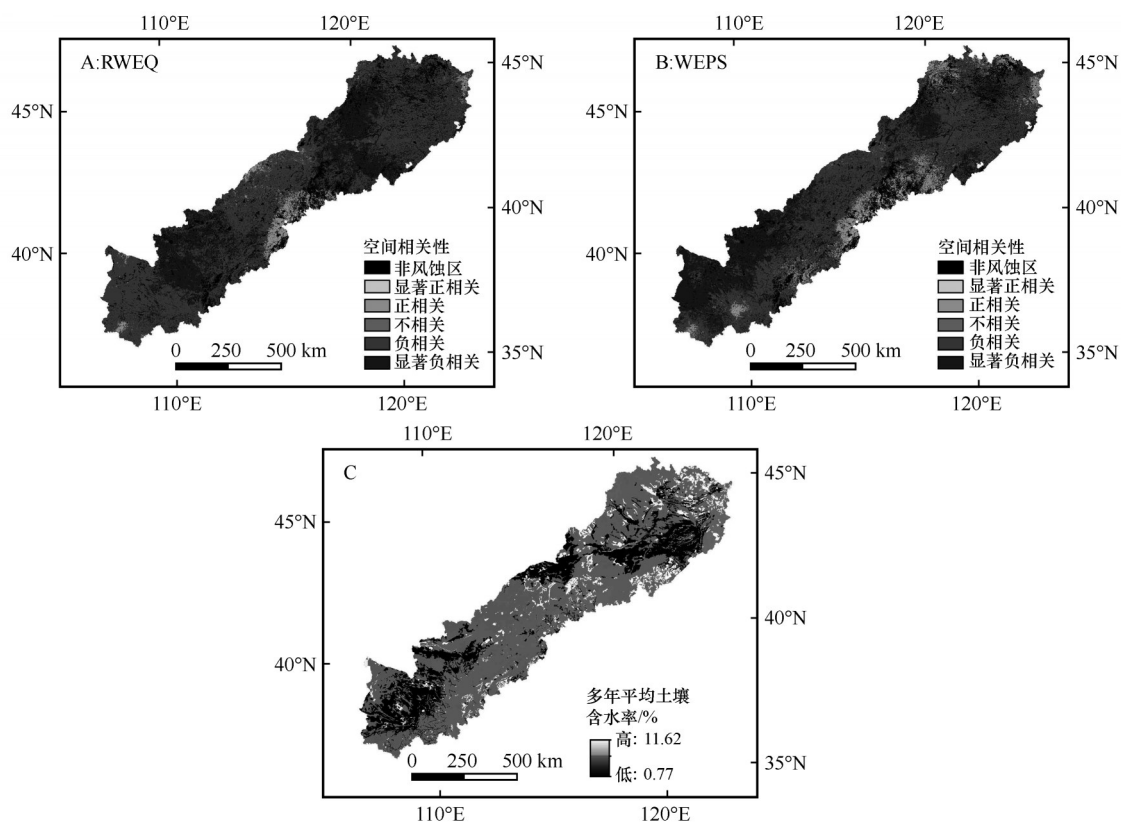 110°E 120°E
A:RWEQ
45°N
45°N
40°N
40°N
35°N
空间相关性
非风蚀区
显著正相关
正相关
不相关
负相关
显著负相关
0 250 500 km
110°E 120°E
110°E 120°E
B:WEPS
45°N
45°N
40°N
40°N
35°N
空间相关性
非风蚀区
显著正相关
正相关
不相关
负相关
显著负相关
0 250 500 km
110°E 120°E
110°E 120°E
C
45°N
45°N
40°N
40°N
35°N
多年平均土壤
含水率/%
高: 11.62
低: 0.77
0 250 500 km
110°E 120°E